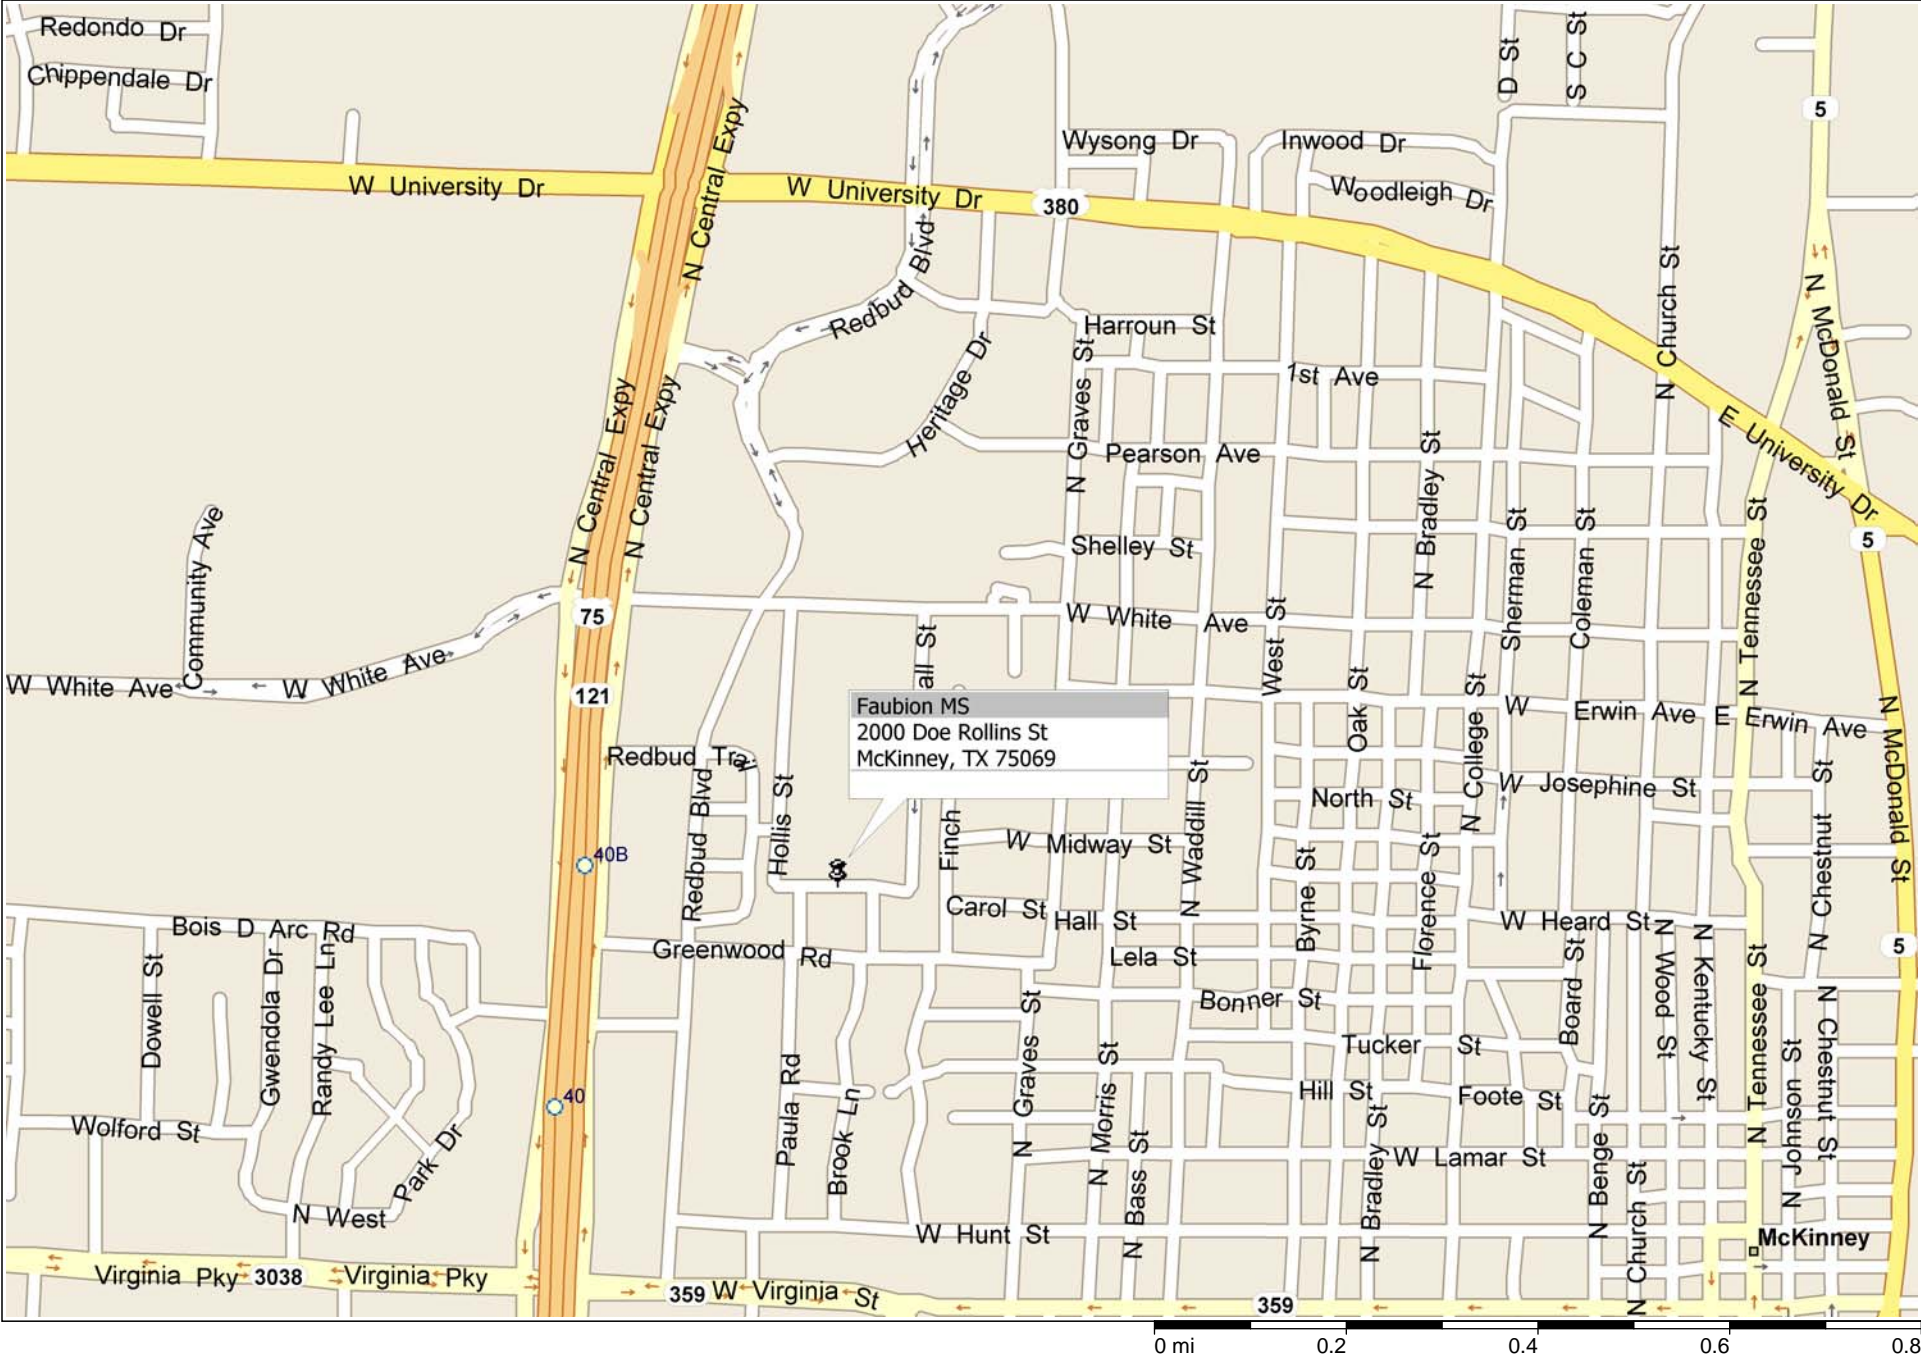 Redondo Dr
Chippendale Dr
D St
S C St
5
N Central Expy
Wysong Dr
Inwood Dr
Woodleigh Dr
W University Dr
W University Dr
380
Redbud Blvd
N Church St
N McDonald St
Redbud Blvd
Harroun St
Heritage Dr
N Graves St
1st Ave
N Central Expy
N Central Expy
Pearson Ave
N Bradley St
E University Dr
Community Ave
Shelley St
Sherman St
Coleman St
N Tennessee St
5
75
W White Ave
West St
W White Ave
W White Ave
121
all St
Oak St
N College St
W Erwin Ave
E Erwin Ave
N McDonald St
Faubion MS
2000 Doe Rollins St
McKinney, TX 75069
Redbud Trail
Redbud Blvd
Hollis St
Finch
N Waddill St
North St
W Josephine St
N Chestnut St
40B
W Midway St
Byrne St
Florence St
Carol St
Hall St
W Heard St
Bois D Arc Rd
Greenwood Rd
Lela St
Dowell St
Gwendola Dr
Randy Lee Ln
Bonner St
Board St
N Wood St
N Kentucky St
N Tennessee St
5
N Graves St
N Morris St
Tucker St
N Johnson St
N Chestnut St
40
Paula Rd
Brook Ln
Hill St
Foote St
Wolford St
Park Dr
N Bass St
N Bradley St
W Lamar St
N Benge St
N Church St
N West
W Hunt St
McKinney
Virginia Pky
3038
Virginia Pky
359
W Virginia St
359
0 mi
0.2
0.4
0.6
0.8